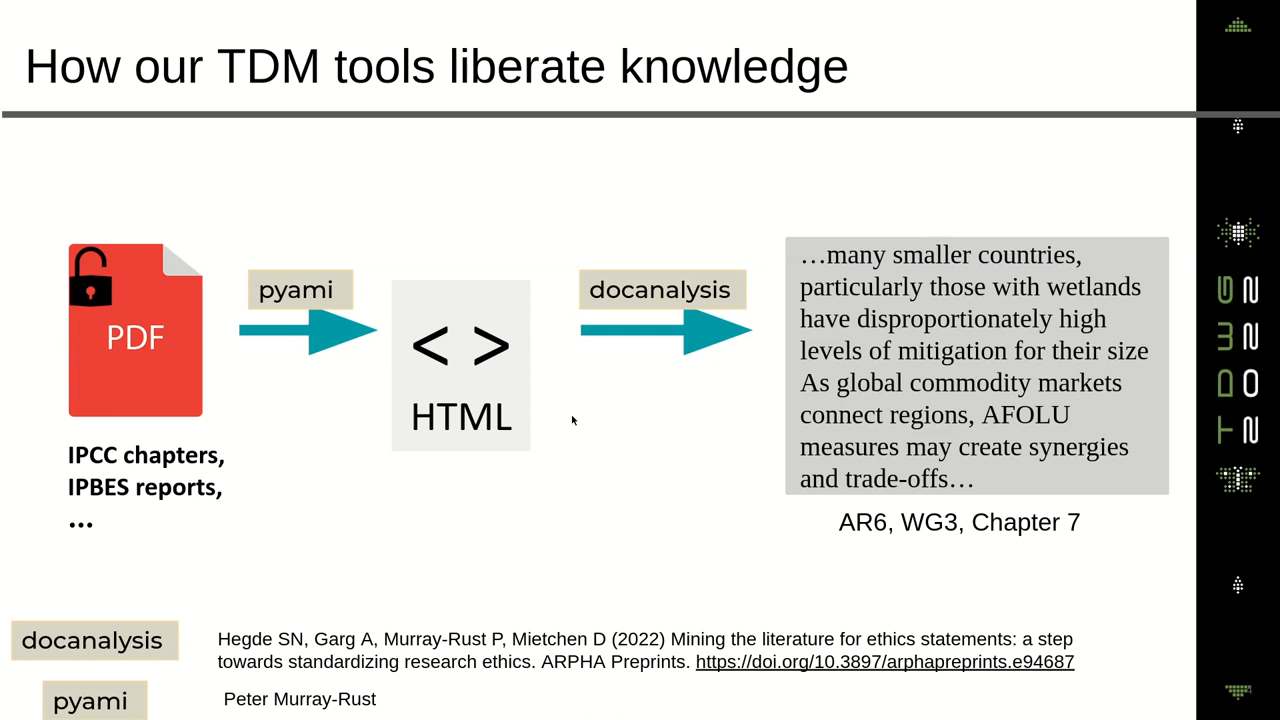 How our TDM tools liberate knowledge
PDF
IPCC chapters,
IPBES reports,
...
pyami
< >
HTML
docanalysis
…many smaller countries,
particularly those with wetlands
have disproportionately high
levels of mitigation for their size
As global commodity markets
connect regions, AFOLU
measures may create synergies
and trade-offs…
AR6, WG3, Chapter 7
docanalysis
Hegde SN, Garg A, Murray-Rust P, Mietchen D (2022) Mining the literature for ethics statements: a step
towards standardizing research ethics. ARPHA Preprints. https://doi.org/10.3897/arphapreprints.e94687
pyami
Peter Murray-Rust